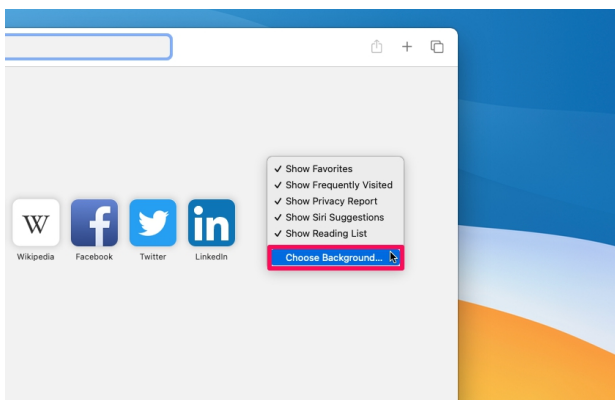 ✓ Show Favorites
✓ Show Frequently Visited
✓ Show Privacy Report
✓ Show Siri Suggestions
✓ Show Reading List
Choose Background...
W
f
in
Wikipedia
Facebook
Twitter
LinkedIn